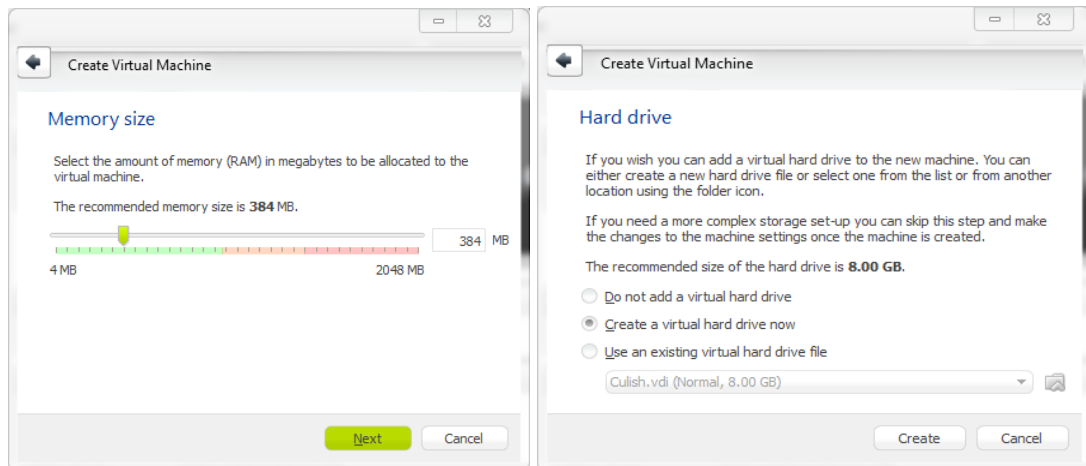 Create Virtual Machine
Memory size
Select the amount of memory (RAM) in megabytes to be allocated to the
virtual machine.
The recommended memory size is 384 MB.
384 MB
4 MB 2048 MB
Next Cancel
Create Virtual Machine
Hard drive
If you wish you can add a virtual hard drive to the new machine. You can
either create a new hard drive file or select one from the list or from another
location using the folder icon.
If you need a more complex storage set-up you can skip this step and make
the changes to the machine settings once the machine is created.
The recommended size of the hard drive is 8.00 GB.
Do not add a virtual hard drive
Create a virtual hard drive now
Use an existing virtual hard drive file
Culish.vdi (Normal, 8.00 GB)
Create Cancel